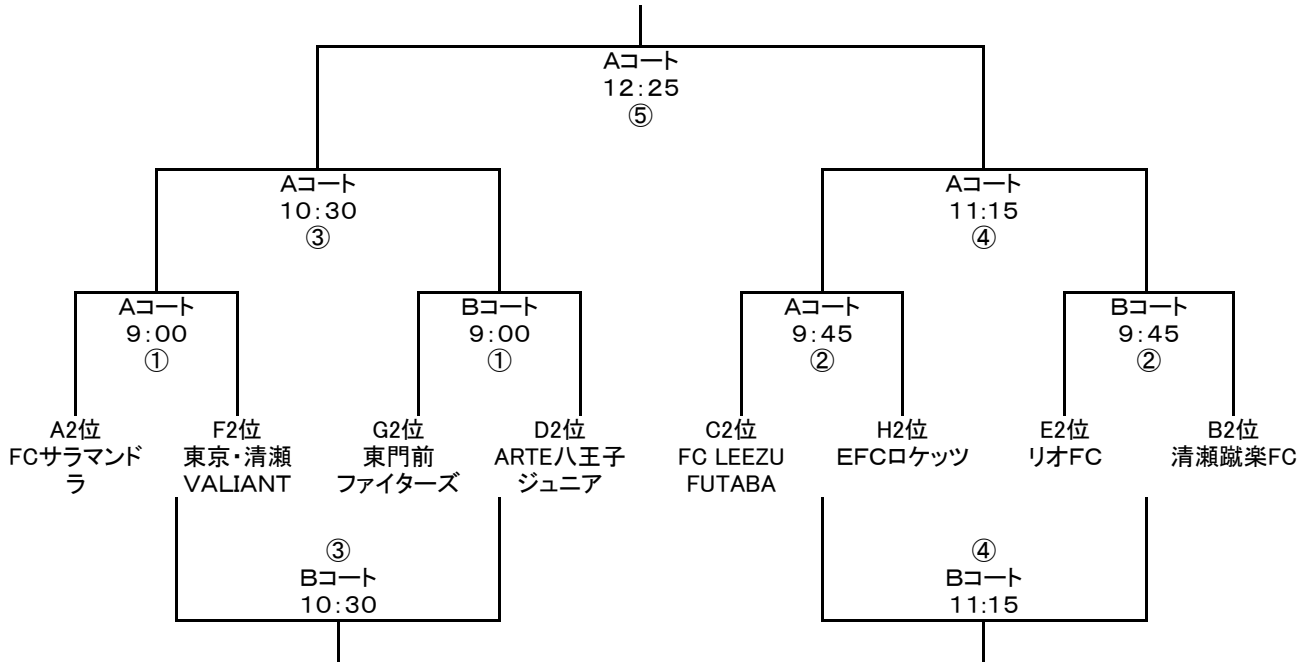 Aコート
12:25
⑤
Aコート
10:30
③
Aコート
11:15
④
Aコート
9:00
①
Bコート
9:00
①
Aコート
9:45
②
Bコート
9:45
②
A2位
FCサラマンド
ラ
F2位
東京・清瀬
VALIANT
G2位
東門前
ファイターズ
D2位
ARTE八王子
ジュニア
C2位
FC LEEZU
FUTABA
H2位
EFCロケッツ
E2位
リオFC
B2位
清瀬蹴楽FC
③
Bコート
10:30
④
Bコート
11:15